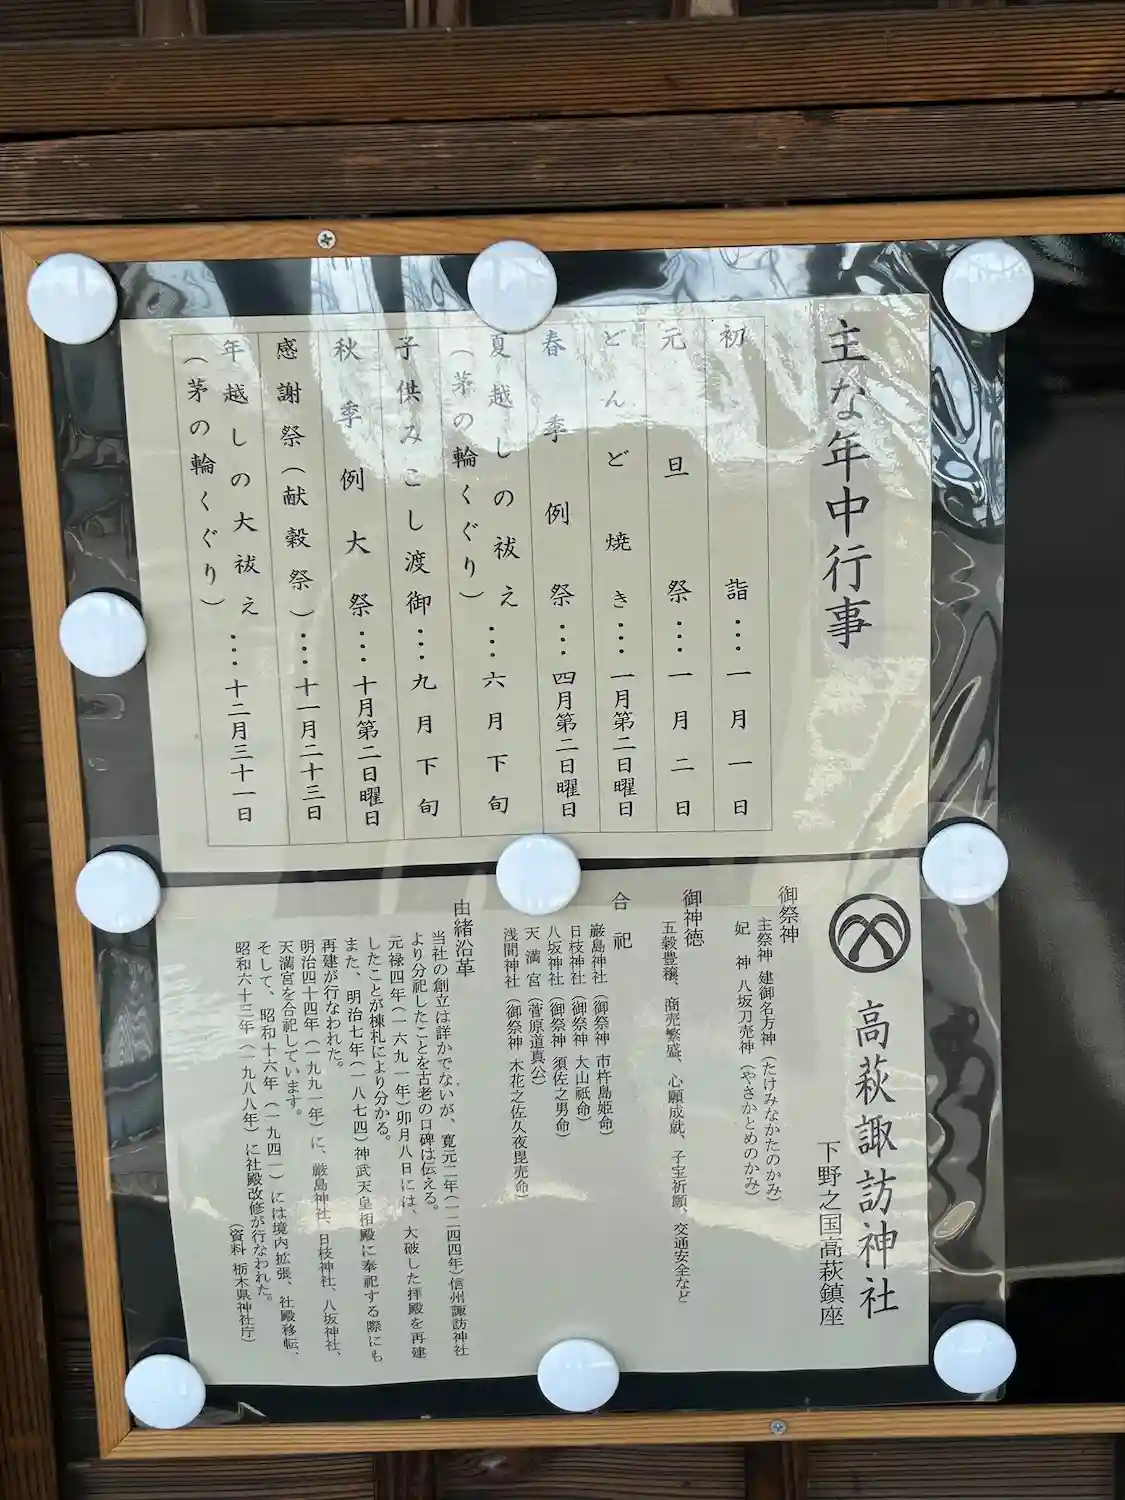 主な年中行事
初詣・・・・一月一日
元旦祭・・・・一月二日
どんど焼き・・・・一月第二日曜日
春季例祭・・・・四月第二日曜日
夏越しの祓え・・・・六月下旬
（茅の輪くぐり）
子供みこし渡御・・・・九月下旬
秋季例大祭・・・・十月第二日曜日
感謝祭（献穀祭）・・・・十一月二十三日
年越しの大祓え・・・・十二月三十一日
（茅の輪くぐり）
高萩諏訪神社
下野之国高萩鎮座
御祭神
主祭神 建御名方神（たけみなかたのかみ）
妃 神 八坂刀売神（やさかとめのかみ）
御神徳
五穀豊穣、商売繁盛、心願成就、子宝祈願、交通安全など
合祀
厳島神社（御祭神 市杵島姫命）
日枝神社（御祭神 大山祇命）
八坂神社（御祭神 須佐之男命）
天満宮（菅原道真公）
浅間神社（御祭神 木花之佐久夜毘売命）
由緒沿革
当社の創立は詳かでないが、寛元二年（一二四四年）信州諏訪神社
より分祀したことを古老の口碑は伝える。
元禄四年（一六九一年）卯月八日には、大破した拝殿を再建
したことが棟札により分かる。
また、明治七年（一八七四）神武天皇相殿に奉祀する際にも
再建が行なわれた。
明治四十四年（一九九一年）に、厳島神社、日枝神社、八坂神社、
天満宮を合祀しています。
そして、昭和十六年（一九四一）には境内拡張、社殿移転、
昭和六十三年（一九八八年）に社殿改修が行なわれた。
（資料 栃木県神社庁）